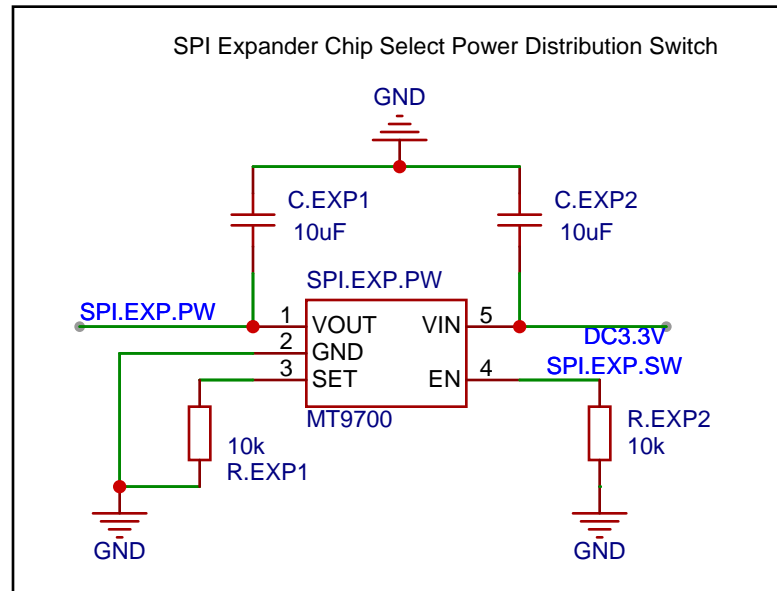 SPI Expander Chip Select Power Distribution Switch
GND
C.EXP1
10uF
C.EXP2
10uF
SPI.EXP.PW
SPI.EXP.PW
1
VOUT
VIN
5
DC3.3V
2
GND
SPI.EXP.SW
3
SET
EN
4
MT9700
10k
R.EXP1
R.EXP2
10k
GND
GND